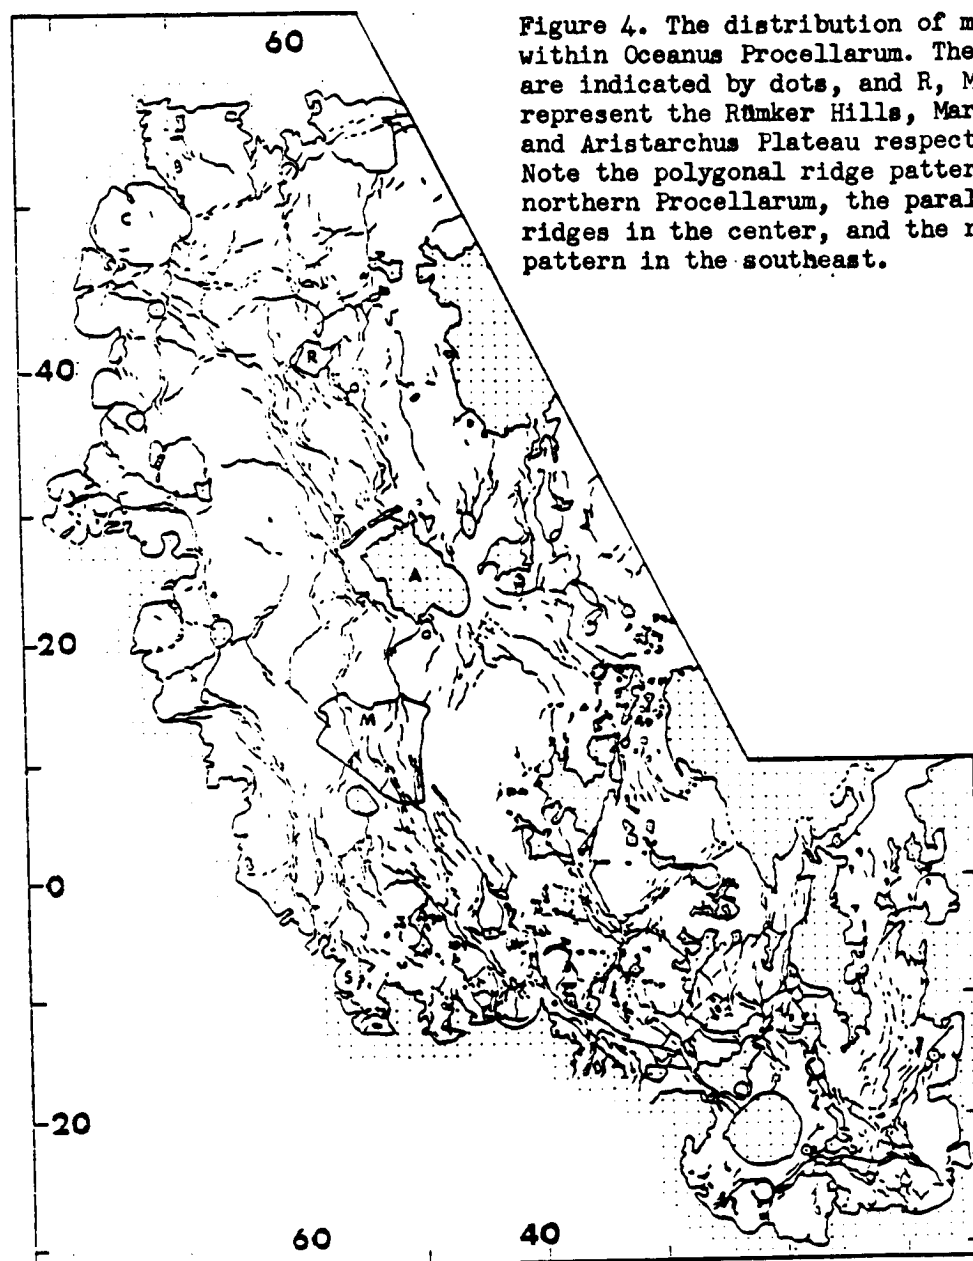 Figure 4. The distribution of m
within Oceanus Procellarum. The
are indicated by dots, and R, M
represent the Rümker Hills, Mar
and Aristarchus Plateau respect
Note the polygonal ridge patter
northern Procellarum, the paral
ridges in the center, and the r
pattern in the southeast.
60
C
R
40
A
20
M
0
S
20
60
40